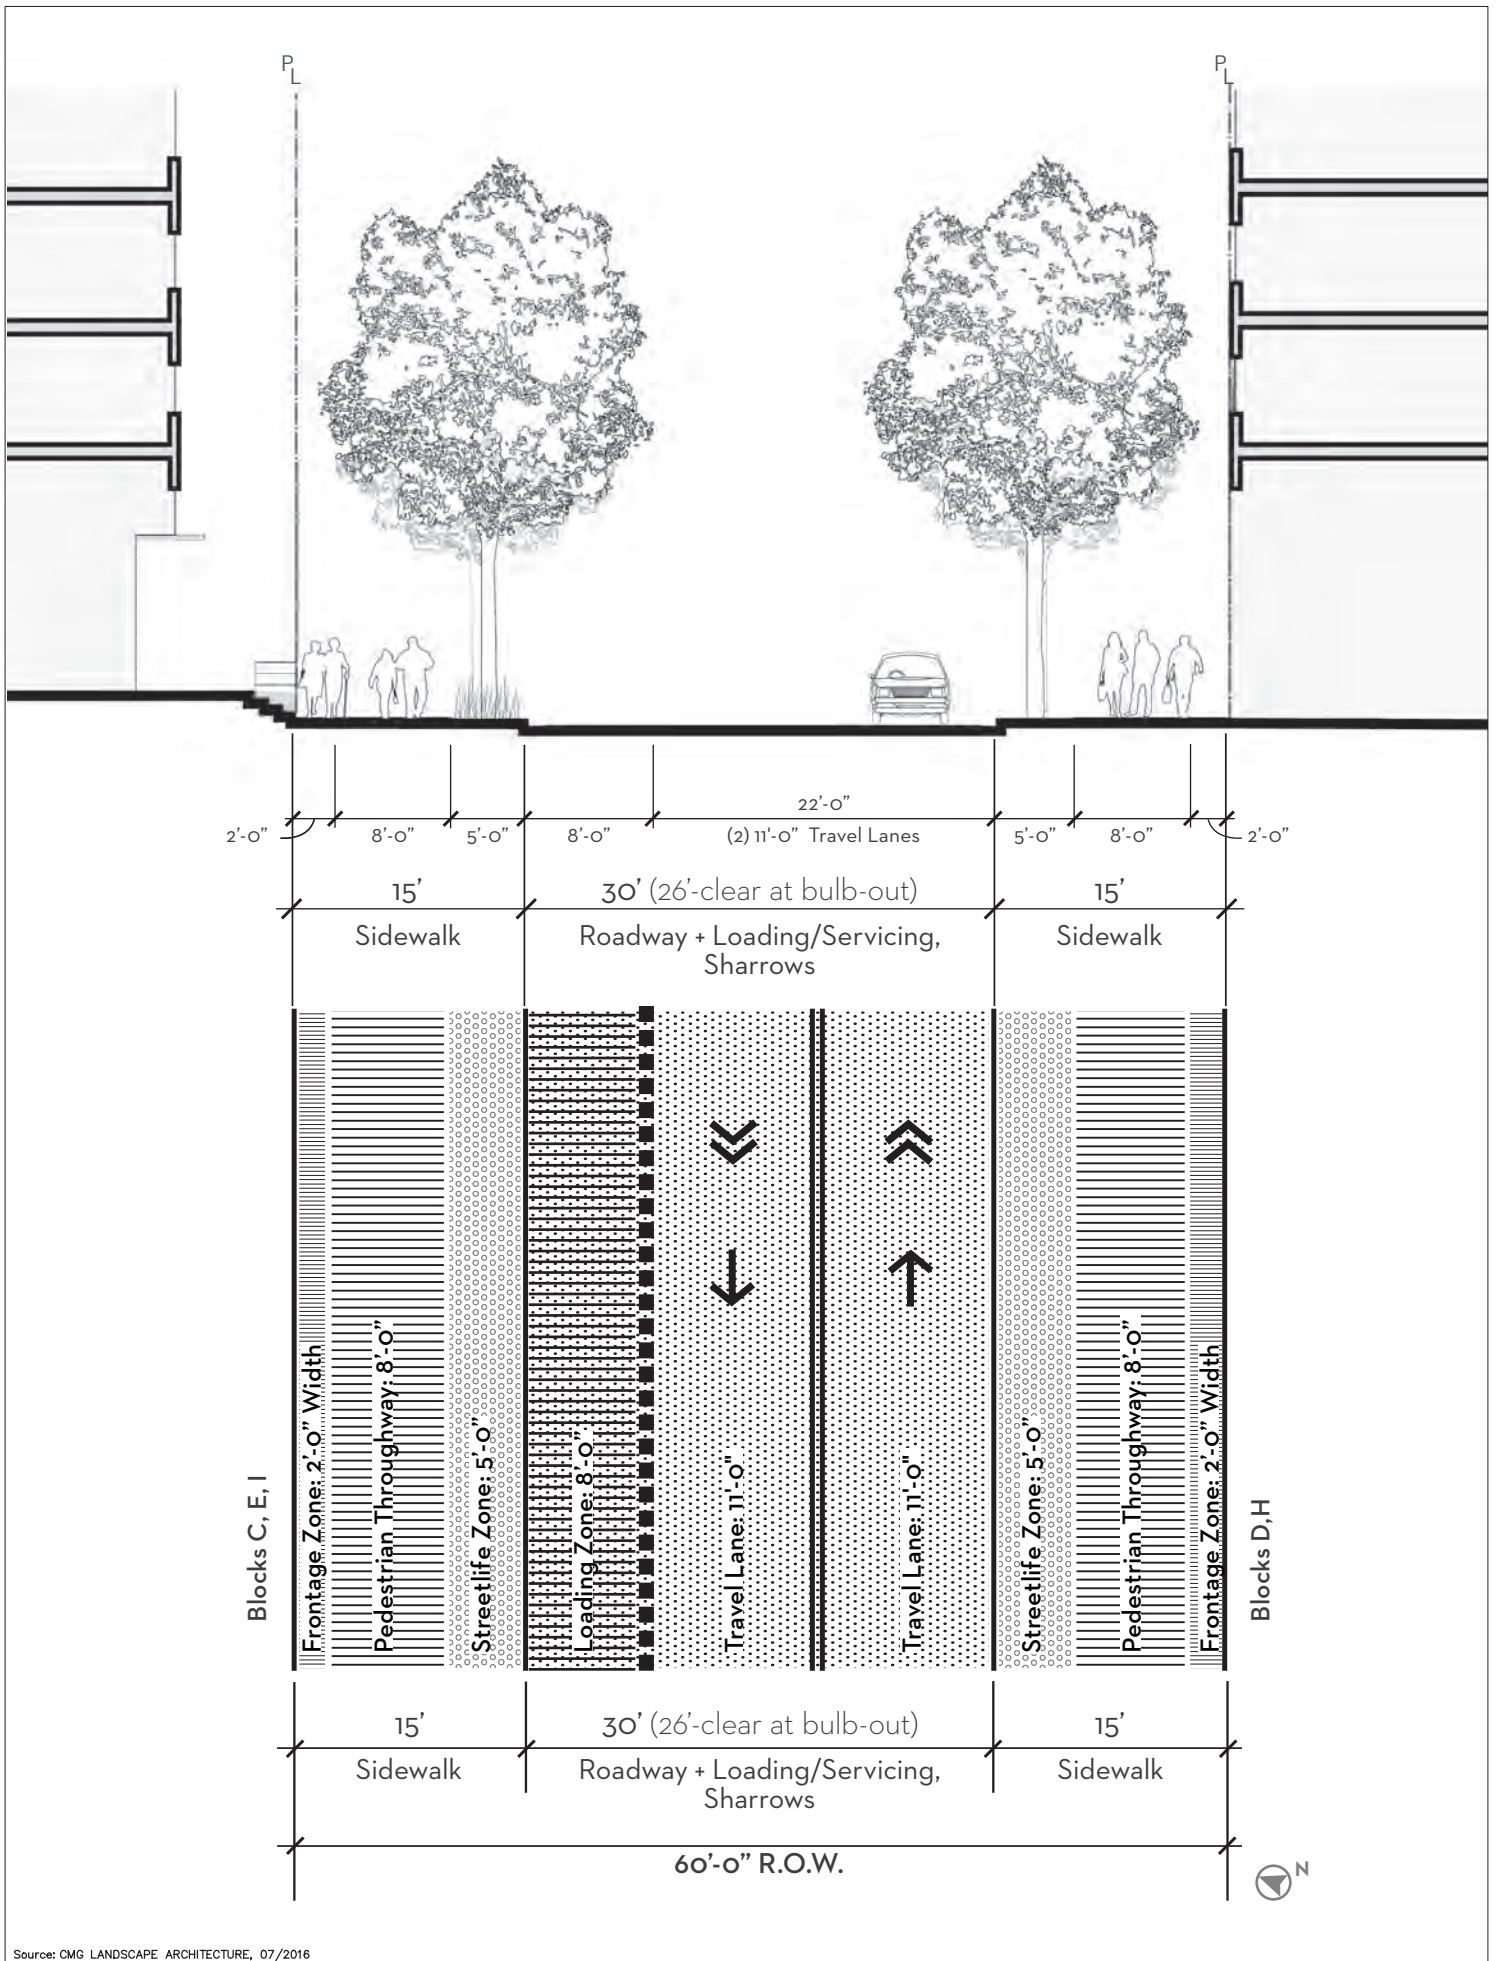 PL
PL
22'-0"
2'-0"
8'-0"
5'-0"
8'-0"
(2) 11'-0" Travel Lanes
5'-0"
8'-0"
2'-0"
15'
30' (26'-clear at bulb-out)
15'
Sidewalk
Roadway + Loading/Servicing,
Sharrows
Sidewalk
Blocks C, E, I
Frontage Zone: 2'-0" Width
Pedestrian Throughway: 8'-0"
Streetlife Zone: 5'-0"
Loading Zone: 8'-0"
Travel Lane: 11'-0"
Travel Lane: 11'-0"
Streetlife Zone: 5'-0"
Pedestrian Throughway: 8'-0"
Frontage Zone: 2'-0" Width
Blocks D,H
15'
30' (26'-clear at bulb-out)
15'
Sidewalk
Roadway + Loading/Servicing,
Sharrows
Sidewalk
60'-0" R.O.W.
N
Source: CMG LANDSCAPE ARCHITECTURE, 07/2016